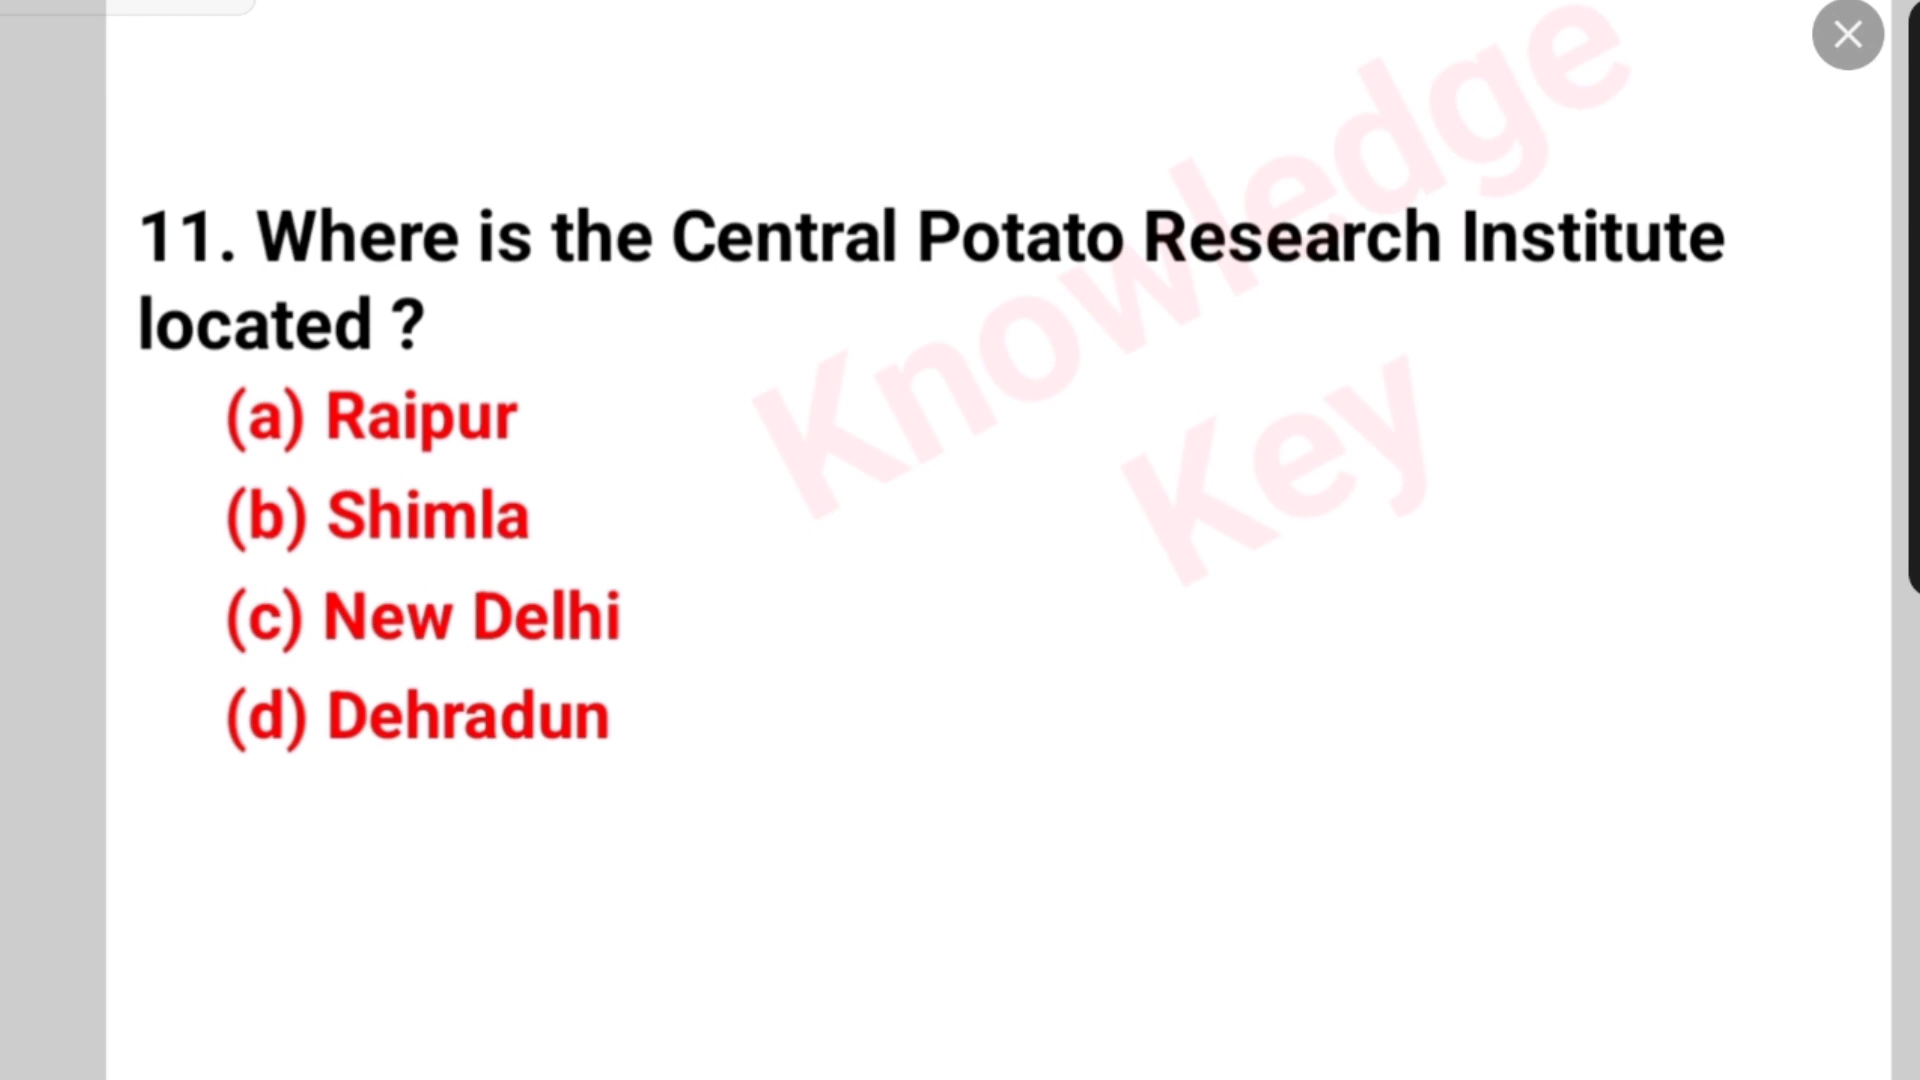 Knowledge
Key
11. Where is the Central Potato Research Institute
located ?
(a) Raipur
(b) Shimla
(c) New Delhi
(d) Dehradun